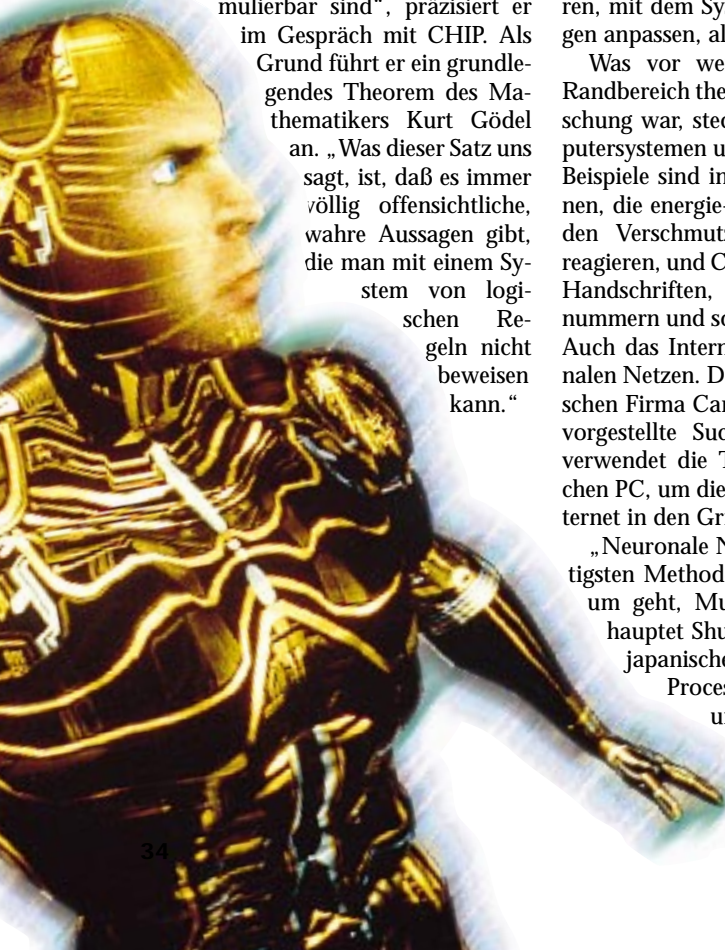 mulierbar sind“, präzisiert er
im Gespräch mit CHIP. Als
Grund führt er ein grundle-
gendes Theorem des Ma-
thematikers Kurt Gödel
an. „Was dieser Satz uns
sagt, ist, daß es immer
völlig offensichtliche,
wahre Aussagen gibt,
die man mit einem Sy-
stem von logi-
schen Re-
geln nicht
beweisen
kann.“
ren, mit dem Sy
gen anpassen, al
Was vor we
Randbereich the
schung war, stec
putersystemen u
Beispiele sind in
nen, die energie-
den Verschmutz
reagieren, und C
Handschriften,
nummern und so
Auch das Intern
nalen Netzen. D
schen Firma Car
vorgestellte Suc
verwendet die T
chen PC, um die
ternet in den Gri
„Neuronale N
tigsten Method
um geht, Mu
hauptet Shu
japanische
Proces
u
34